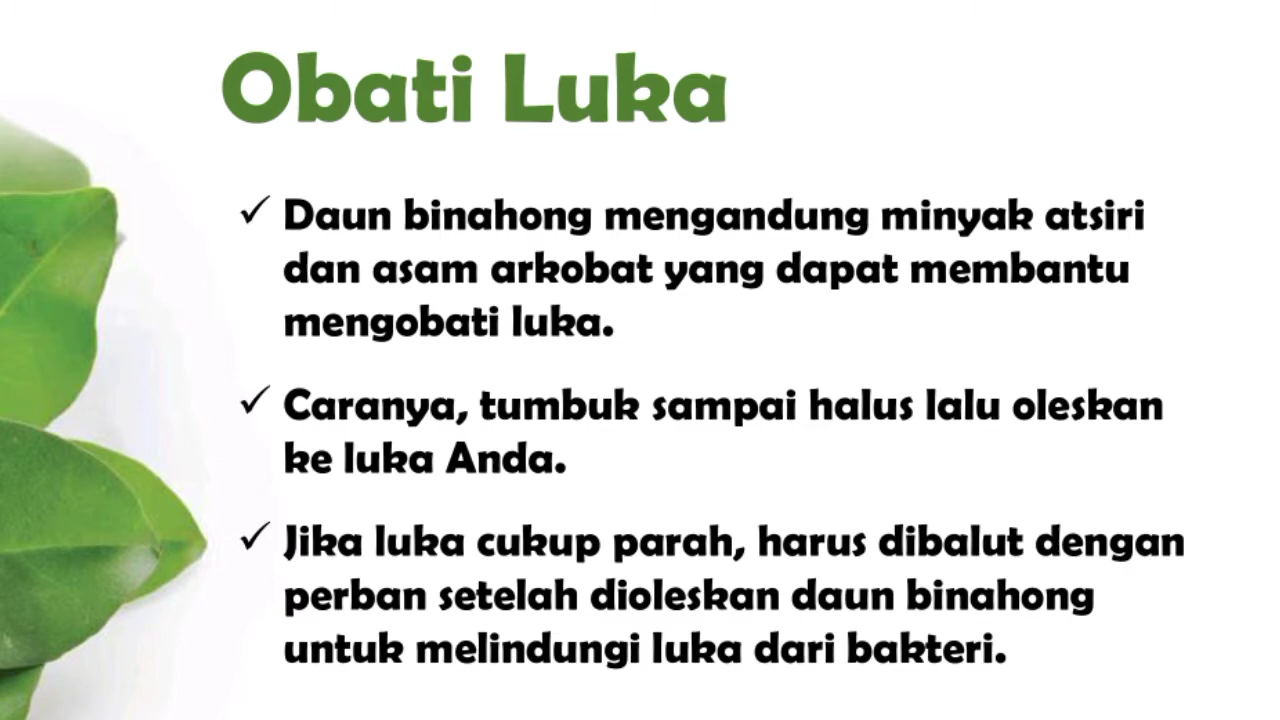 Obati Luka
✓ Daun binahong mengandung minyak atsiri
dan asam arkobat yang dapat membantu
mengobati luka.
✓ Caranya, tumbuk sampai halus lalu oleskan
ke luka Anda.
✓ Jika luka cukup parah, harus dibalut dengan
perban setelah dioleskan daun binahong
untuk melindungi luka dari bakteri.